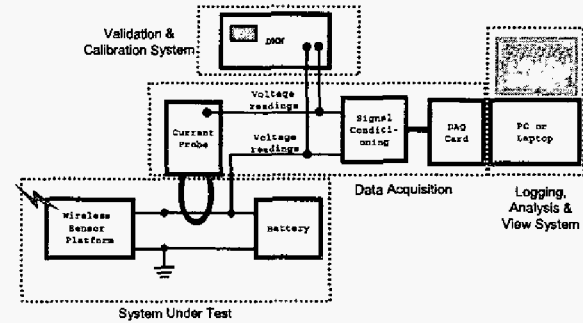 Validation &
Calibration System
Voltage
readings
Current
Probe
Voltage
readings
Signal
Conditi-
oning
DAQ
Card
PC or
Laptop
Data Acquisition
Logging,
Analysis &
View System
Wireless
Sensor
Platform
Battery
System Under Test